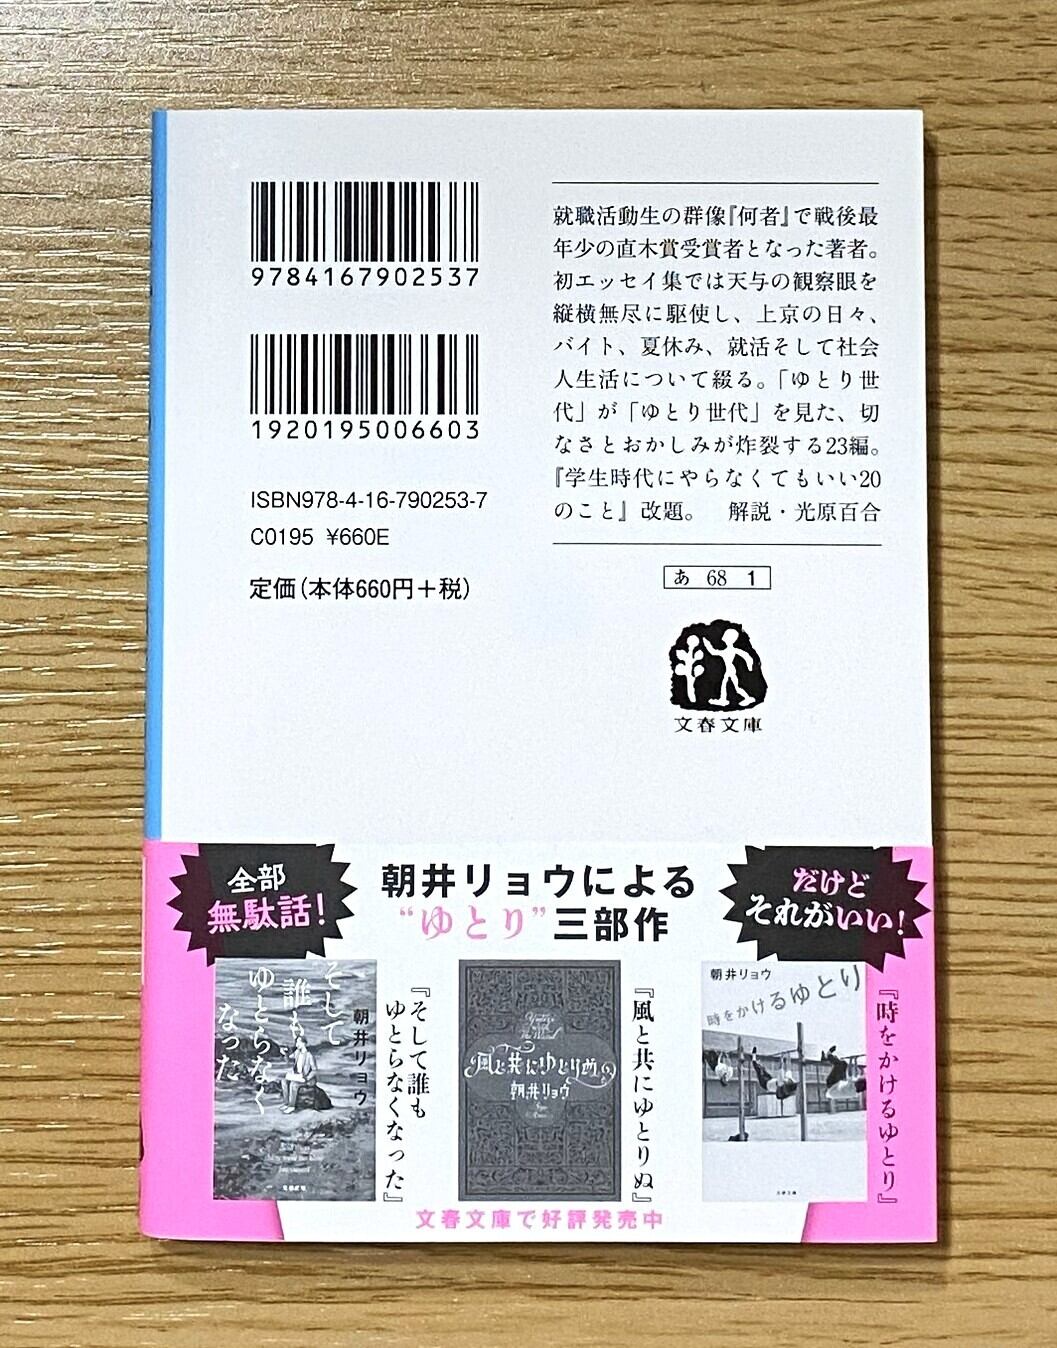 9784167902537
1920195006603
ISBN978-4-16-790253-7
C0195 ¥660E
定価(本体660円+税)
就職活動生の群像『何者』で戦後最
年少の直木賞受賞者となった著者。
初エッセイ集では天与の観察眼を
縦横無尽に駆使し、上京の日々、
バイト、夏休み、就活そして社会
人生活について綴る。「ゆとり世
代」が「ゆとり世代」を見た、切
なさとおかしみが炸裂する23編。
『学生時代にやらなくてもいい20
のこと』改題。 解説・光原百合
あ 68 1
文春文庫
全部
無駄話!
朝井リョウによる
“ゆとり”三部作
だけど
それがいい!
朝井リョウ
時をかけるゆとり
文春文庫
『時をかけるゆとり』
風と共にゆとりぬ
朝井リョウ
『風と共にゆとりぬ』
そして
誰も
ゆとらなく
なった
朝井リョウ
『そして誰も
ゆとらなくなった』
文春文庫で好評発売中